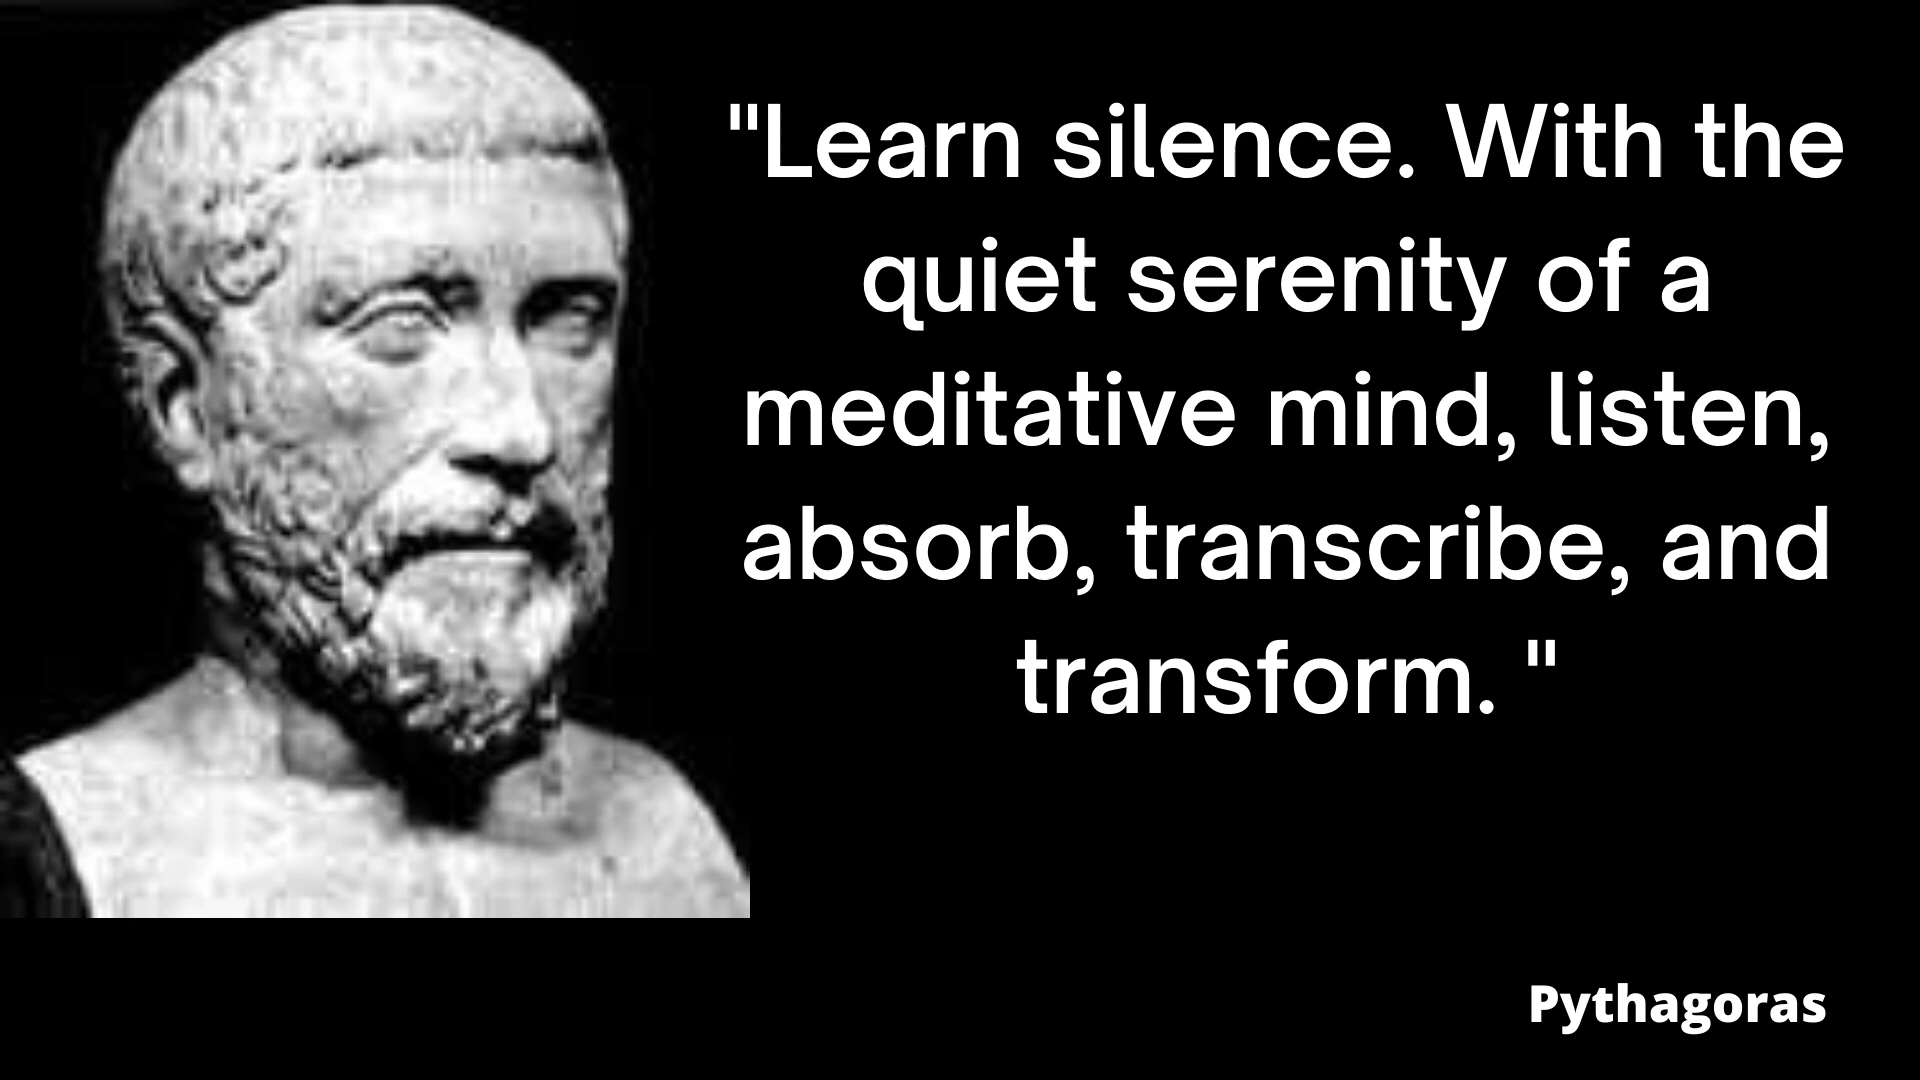 "Learn silence. With the
quiet serenity of a
meditative mind, listen,
absorb, transcribe, and
transform. "
Pythagoras